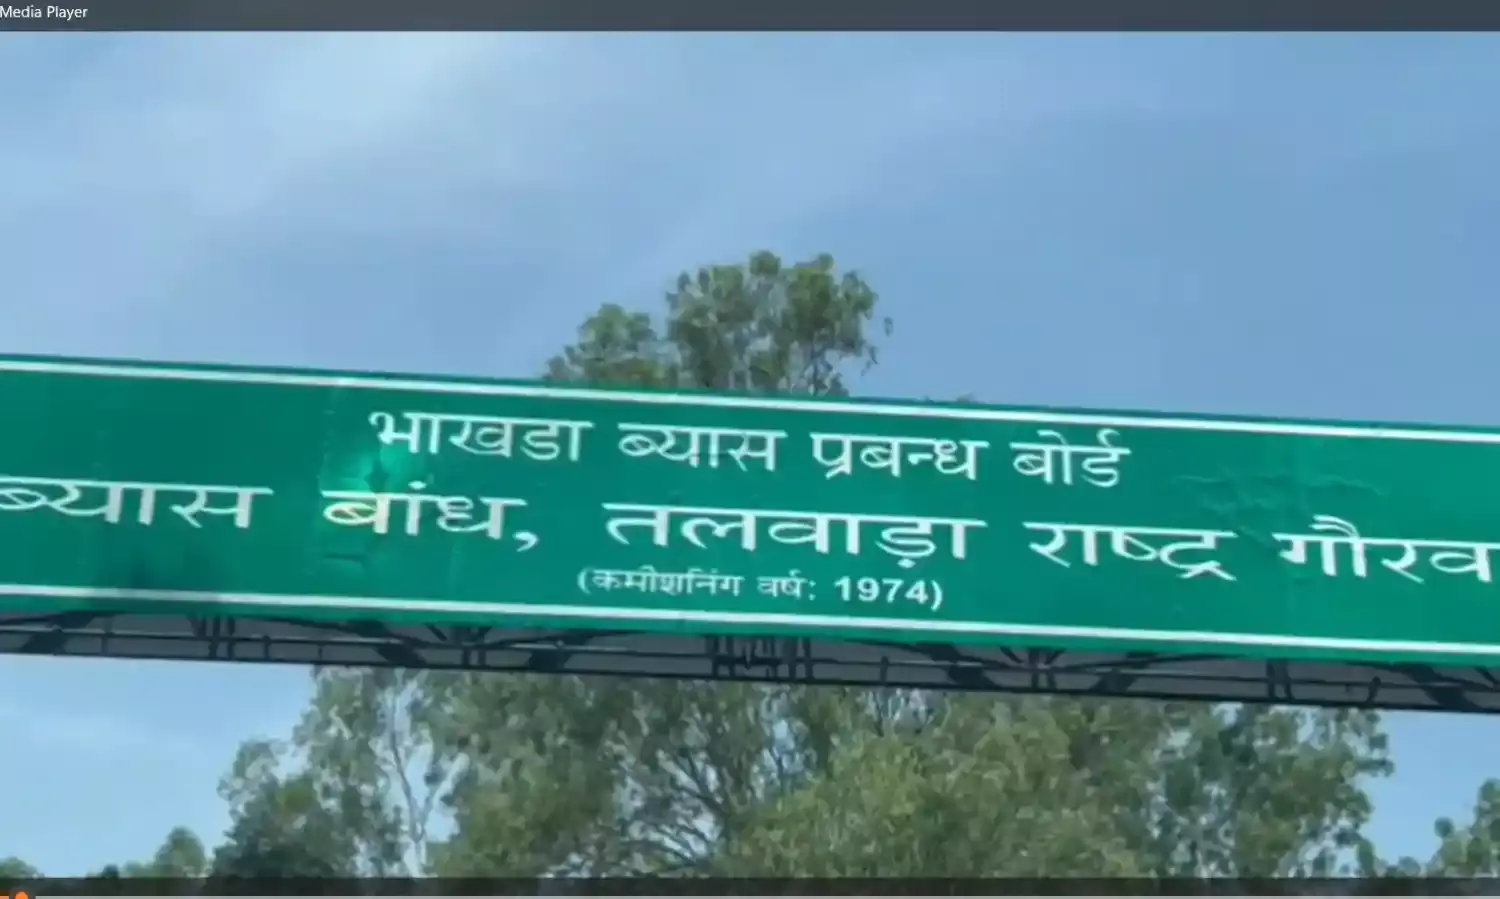 Media Player
भाखडा ब्यास प्रबन्ध बोर्ड
ब्यास बांध, तलवाड़ा राष्ट्र गौरव
(कमीशनिंग वर्ष: 1974)